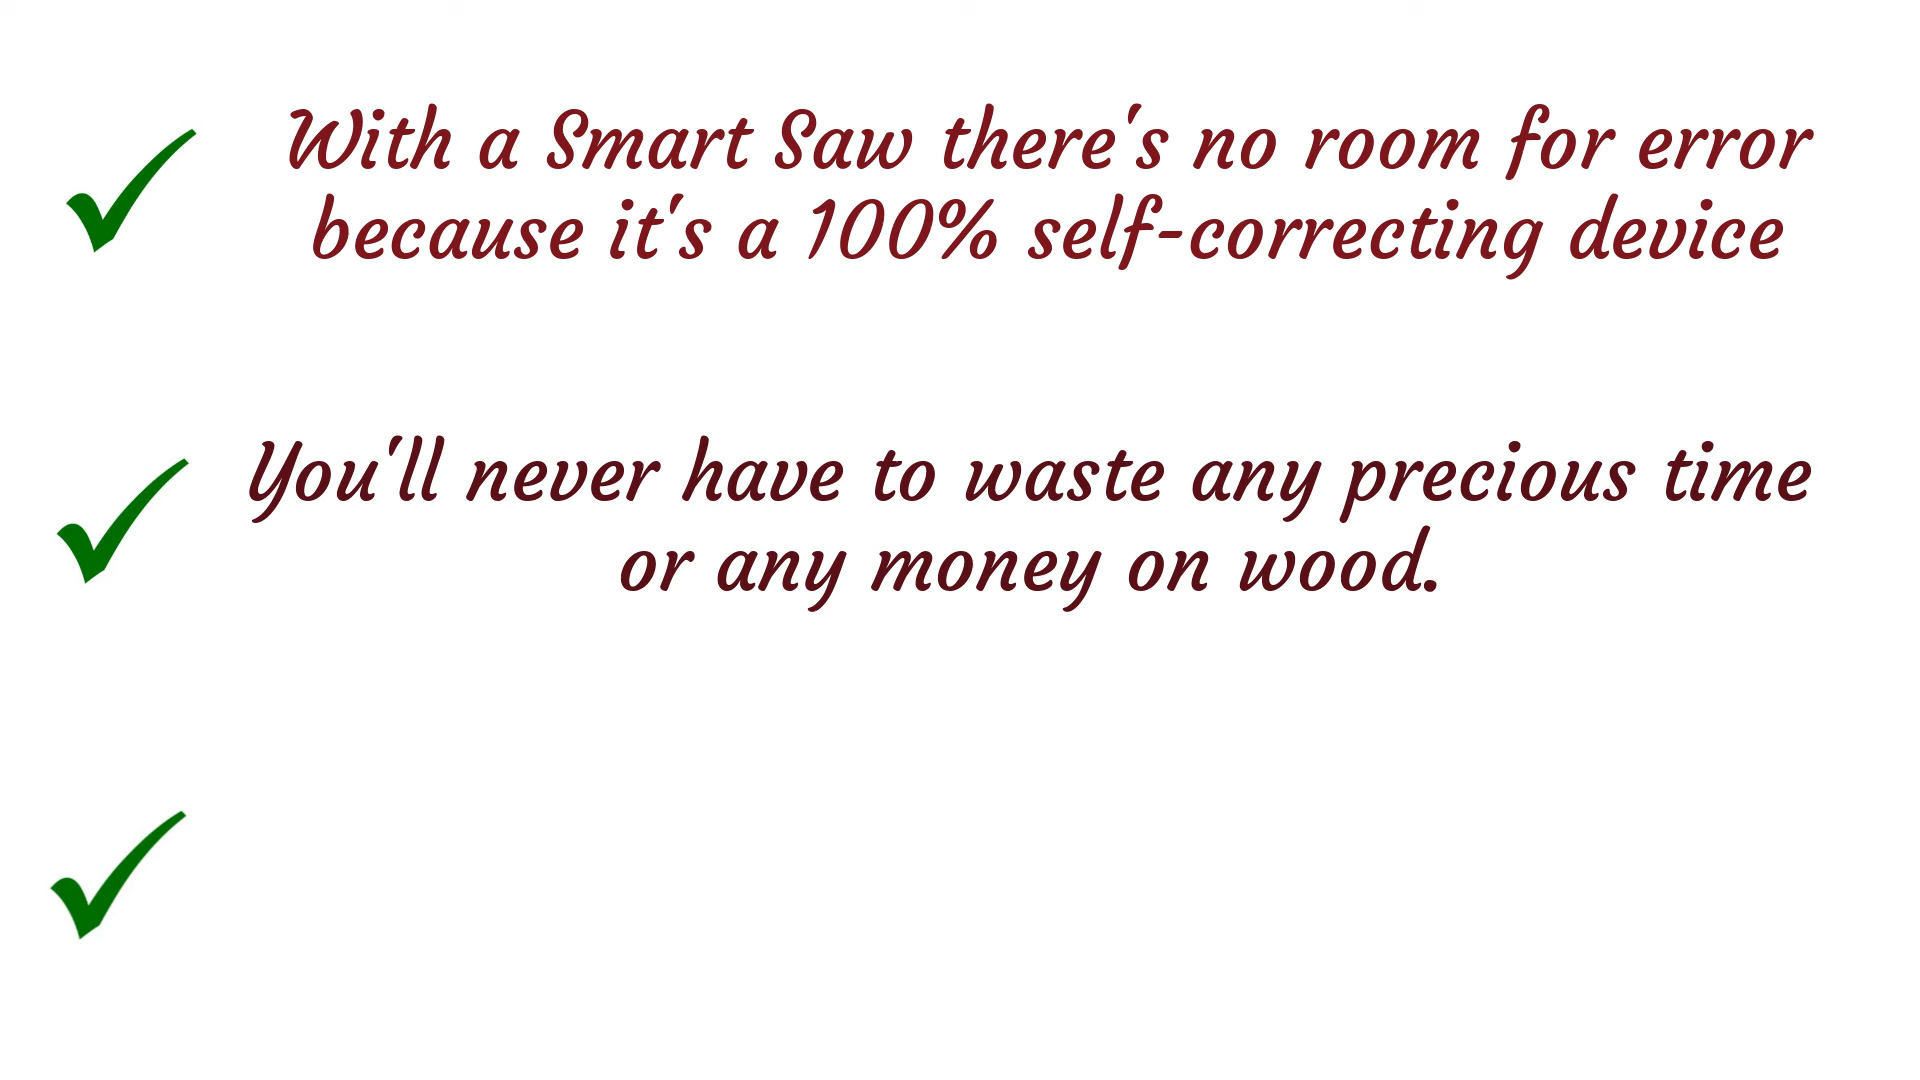 With a Smart Saw there's no room for error
because it's a 100% self-correcting device
You'll never have to waste any precious time
or any money on wood.